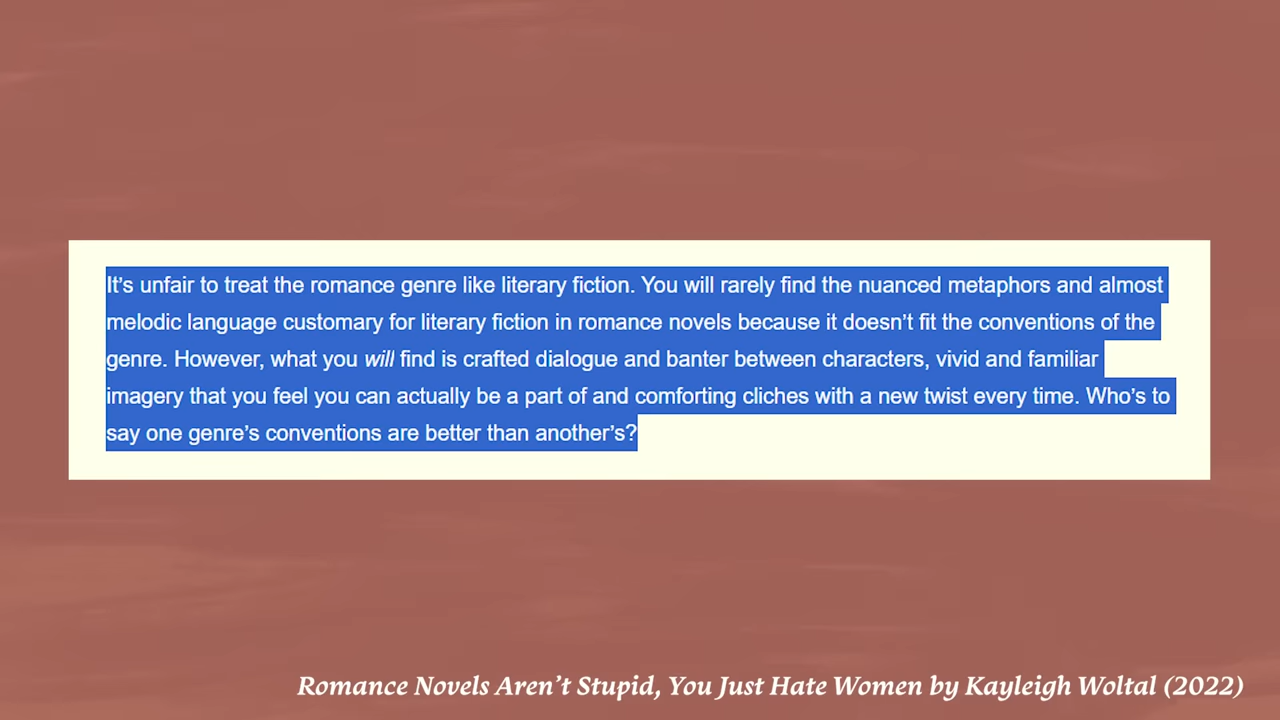 It’s unfair to treat the romance genre like literary fiction. You will rarely find the nuanced metaphors and almost
melodic language customary for literary fiction in romance novels because it doesn’t fit the conventions of the
genre. However, what you will find is crafted dialogue and banter between characters, vivid and familiar
imagery that you feel you can actually be a part of and comforting cliches with a new twist every time. Who’s to
say one genre’s conventions are better than another’s?
Romance Novels Aren’t Stupid, You Just Hate Women by Kayleigh Woltal (2022)